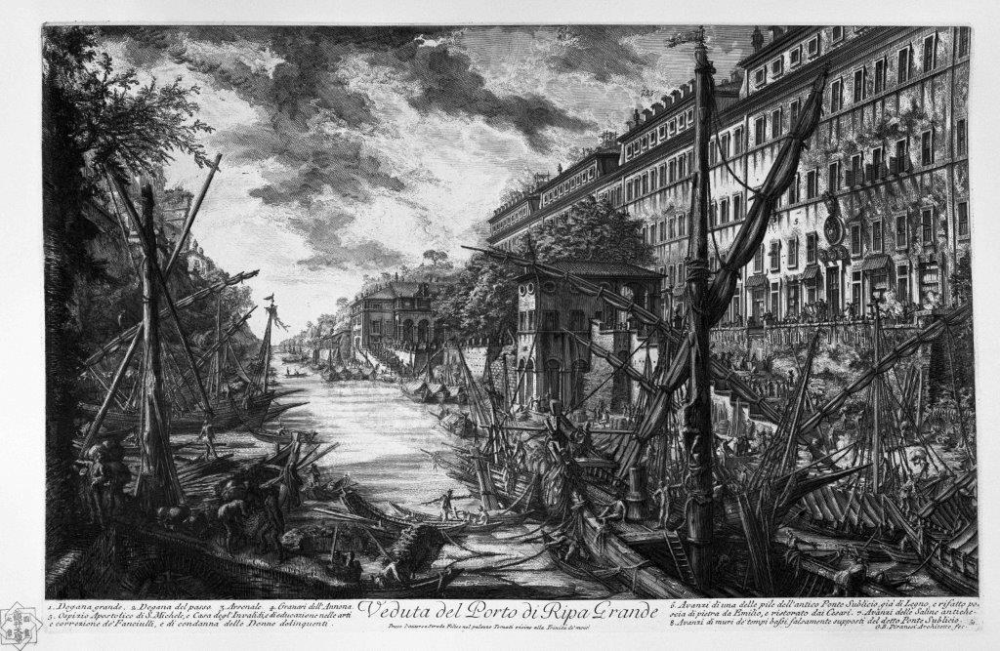 1. Dogana grande. 2. Dogana del passo. 3. Arsenale. 4. Granari dell'Annona.
5. Ospizio Apostolico di S. Michele, e Casa degl'Invalidi, e di educazione nelle arti
e correzione de' Fanciulli, e di condanna delle Donne delinquenti.
Veduta del Porto di Ripa Grande
Presso l'autore a Strada Felice nel palazzo Tomati vicino alla Trinità de' monti
6. Avanzi di una delle pile dell'antico Ponte Sublicio, già di Legno, e rifatto po-
scia di pietra da Emilio, e ristorato dai Cesari. 7. Avanzi delle Saline antiche.
8. Avanzi di muri de' tempi bassi falsamente supposti del detto Ponte Sublicio.
G.B. Piranesi Architetto fec.
5